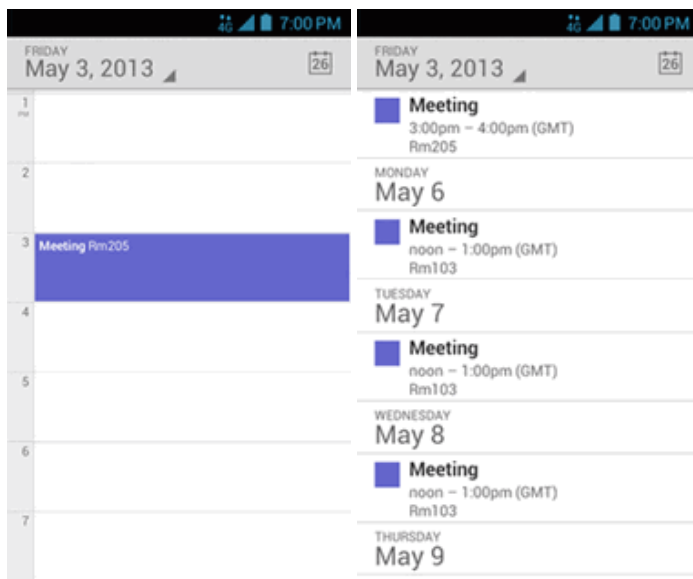 4G 7:00 PM
FRIDAY
May 3, 2013
26
1
PM
2
3 Meeting Rm205
4
5
6
7
4G 7:00 PM
FRIDAY
May 3, 2013
26
Meeting
3:00pm – 4:00pm (GMT)
Rm205
MONDAY
May 6
Meeting
noon – 1:00pm (GMT)
Rm103
TUESDAY
May 7
Meeting
noon – 1:00pm (GMT)
Rm103
WEDNESDAY
May 8
Meeting
noon – 1:00pm (GMT)
Rm103
THURSDAY
May 9